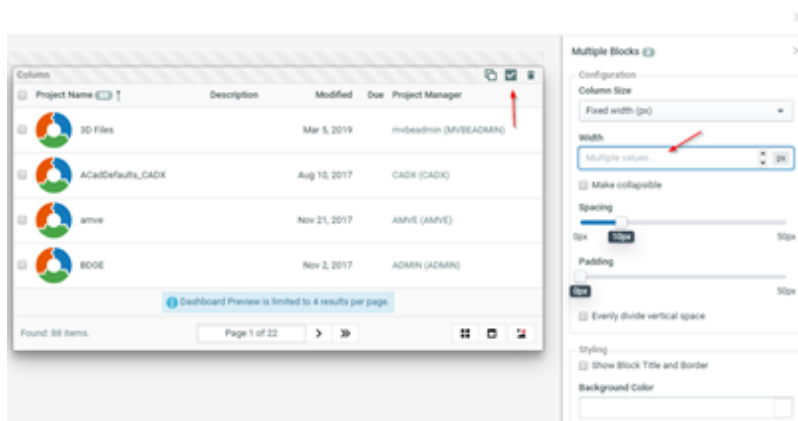 Multiple Blocks
Column
Configuration
Column Size
Fixed width (px)
Width
Multiple values...
px
Make collapsible
Spacing
0px 10px 50px
Padding
0px 50px
Evenly divide vertical space
Styling
Show Block Title and Border
Background Color
Project Name Description Modified Due Project Manager
3D Files Mar 5, 2019 mvbeadmin (MVBEADMIN)
ACadDefaults_CADX Aug 10, 2017 CADX (CADX)
amve Nov 21, 2017 AMVE (AMVE)
BDGE Nov 2, 2017 ADMIN (ADMIN)
Dashboard Preview is limited to 4 results per page.
Found: 88 items. Page 1 of 22